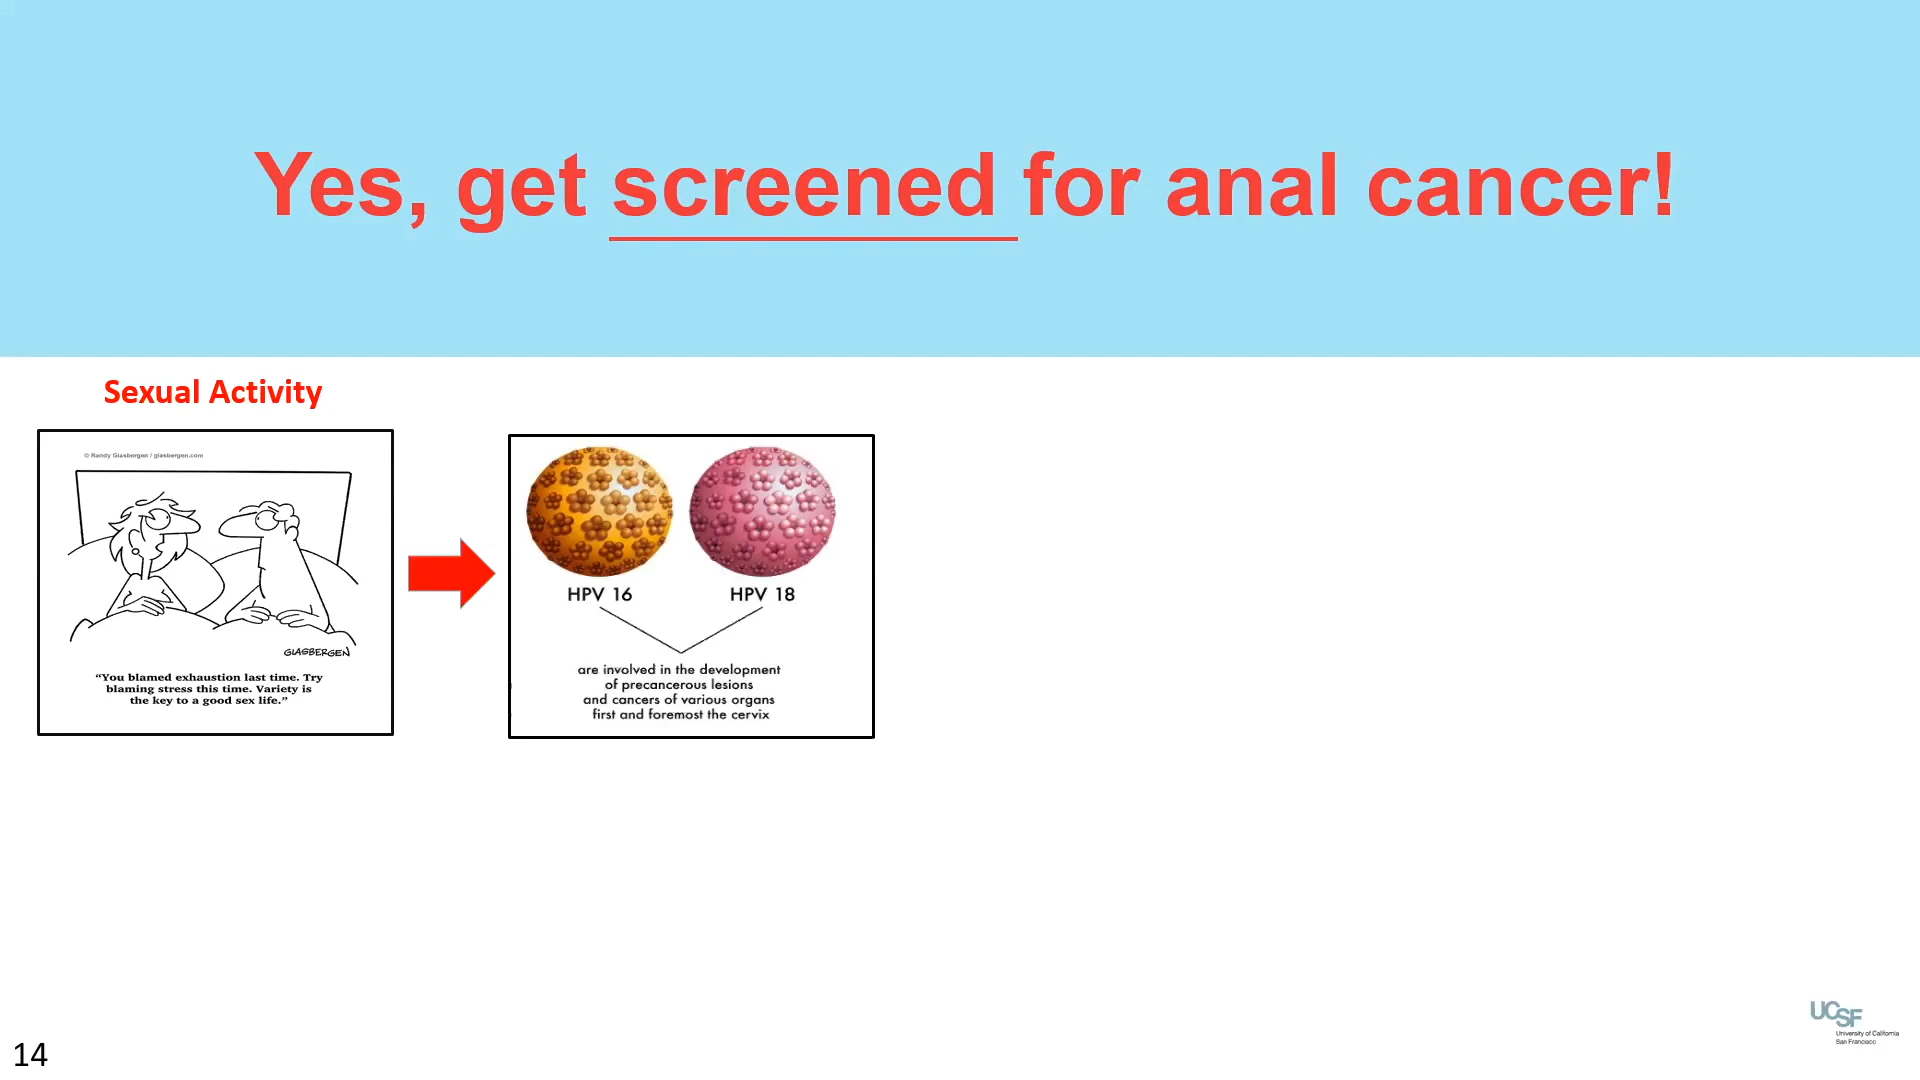 Yes, get screened for anal cancer!
Sexual Activity
© Randy Glasbergen / glasbergen.com
GLASBERGEN
“You blamed exhaustion last time. Try
blaming stress this time. Variety is
the key to a good sex life.”
HPV 16
HPV 18
are involved in the development
of precancerous lesions
and cancers of various organs
first and foremost the cervix
UCSF
University of California
San Francisco
14